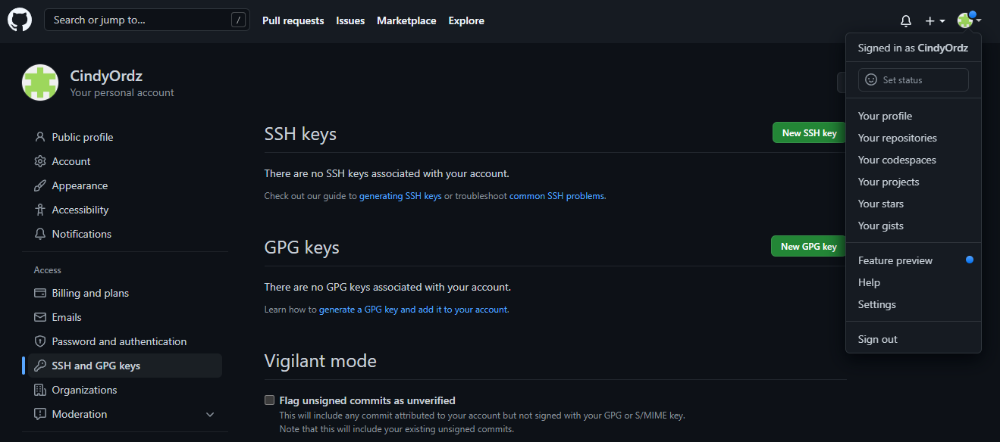 Search or jump to...
/
Pull requests
Issues
Marketplace
Explore
Signed in as CindyOrdz
Set status
Your profile
Your repositories
Your codespaces
Your projects
Your stars
Your gists
Feature preview
Help
Settings
Sign out
CindyOrdz
Your personal account
Public profile
Account
Appearance
Accessibility
Notifications
Access
Billing and plans
Emails
Password and authentication
SSH and GPG keys
Organizations
Moderation
SSH keys
New SSH key
There are no SSH keys associated with your account.
Check out our guide to generating SSH keys or troubleshoot common SSH problems.
GPG keys
New GPG key
There are no GPG keys associated with your account.
Learn how to generate a GPG key and add it to your account.
Vigilant mode
Flag unsigned commits as unverified
This will include any commit attributed to your account but not signed with your GPG or S/MIME key.
Note that this will include your existing unsigned commits.